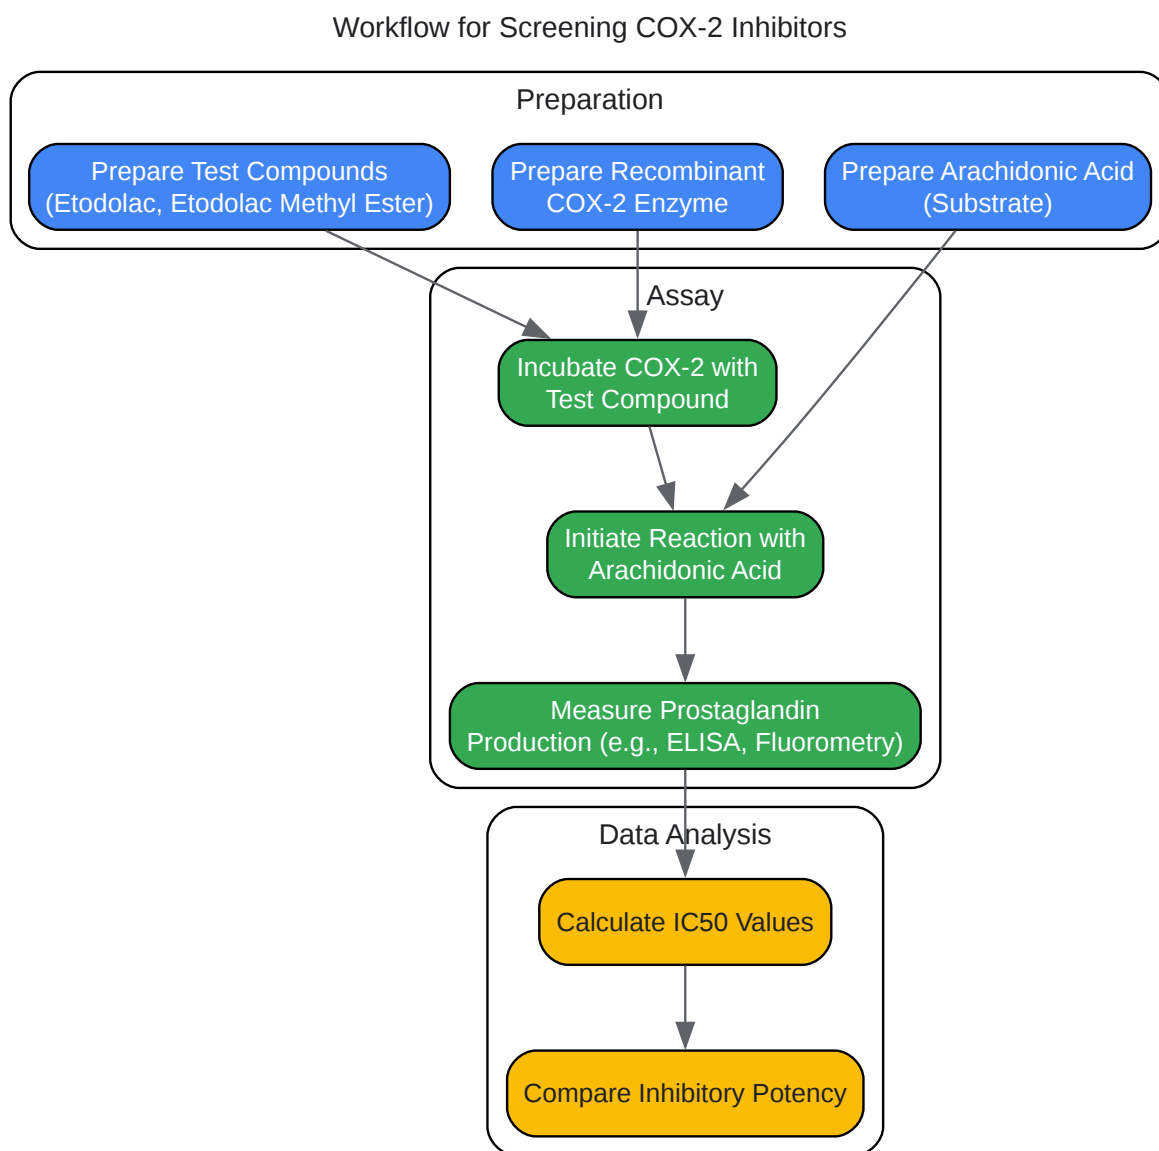 Workflow for Screening COX-2 Inhibitors
Preparation
Prepare Test Compounds
(Etodolac, Etodolac Methyl Ester)
Prepare Recombinant
COX-2 Enzyme
Prepare Arachidonic Acid
(Substrate)
Assay
Incubate COX-2 with
Test Compound
Initiate Reaction with
Arachidonic Acid
Measure Prostaglandin
Production (e.g., ELISA, Fluorometry)
Data Analysis
Calculate IC50 Values
Compare Inhibitory Potency